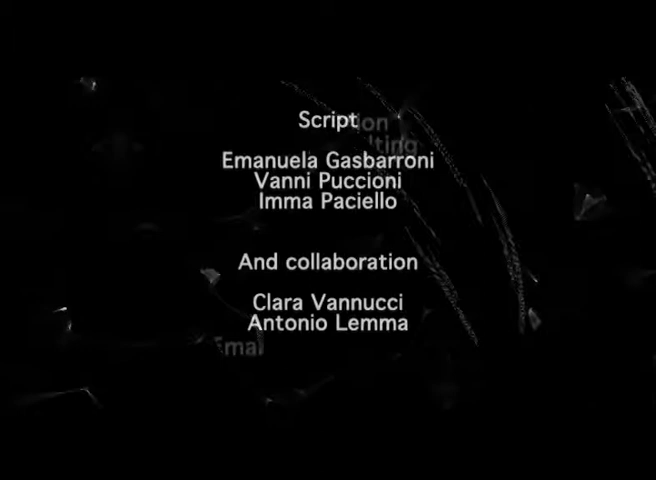 Script
Emanuela Gasbarroni
Vanni Puccioni
Imma Paciello
And collaboration
Clara Vannucci
Antonio Lemma